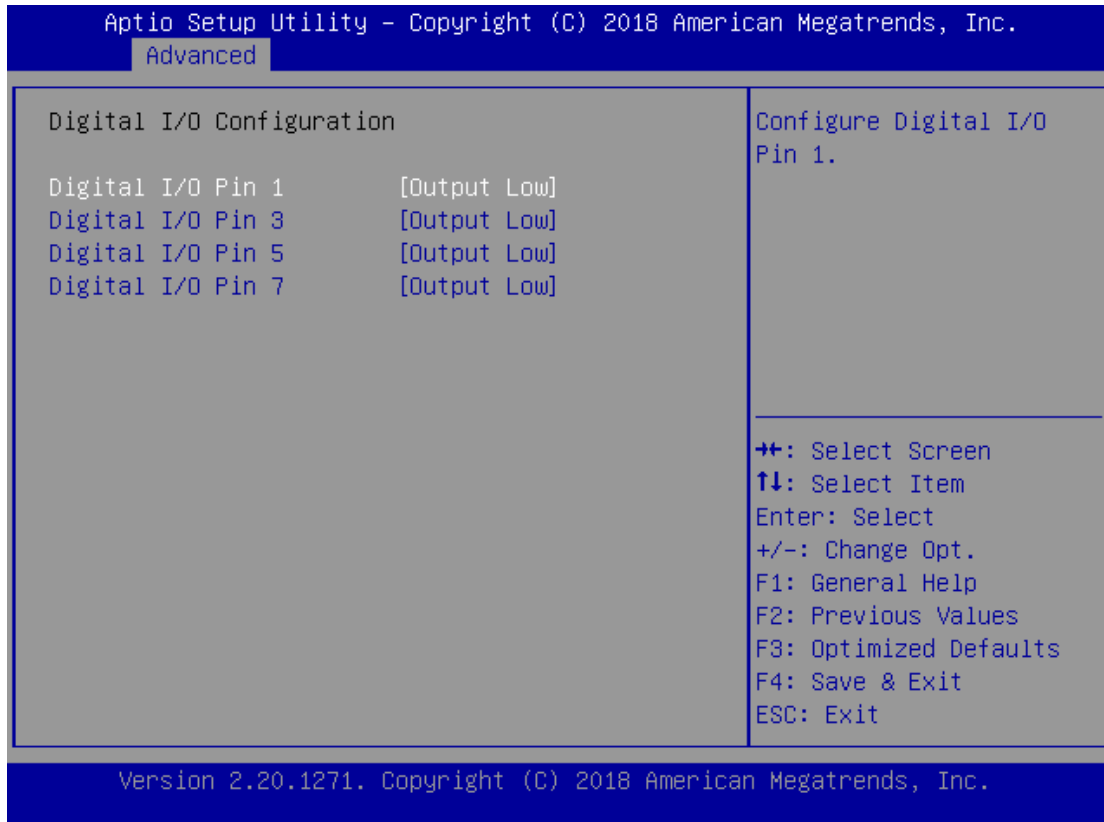 Aptio Setup Utility – Copyright (C) 2018 American Megatrends, Inc.
Advanced
Digital I/O Configuration
Digital I/O Pin 1 [Output Low]
Digital I/O Pin 3 [Output Low]
Digital I/O Pin 5 [Output Low]
Digital I/O Pin 7 [Output Low]
Configure Digital I/O
Pin 1.
→←: Select Screen
↑↓: Select Item
Enter: Select
+/-: Change Opt.
F1: General Help
F2: Previous Values
F3: Optimized Defaults
F4: Save & Exit
ESC: Exit
Version 2.20.1271. Copyright (C) 2018 American Megatrends, Inc.